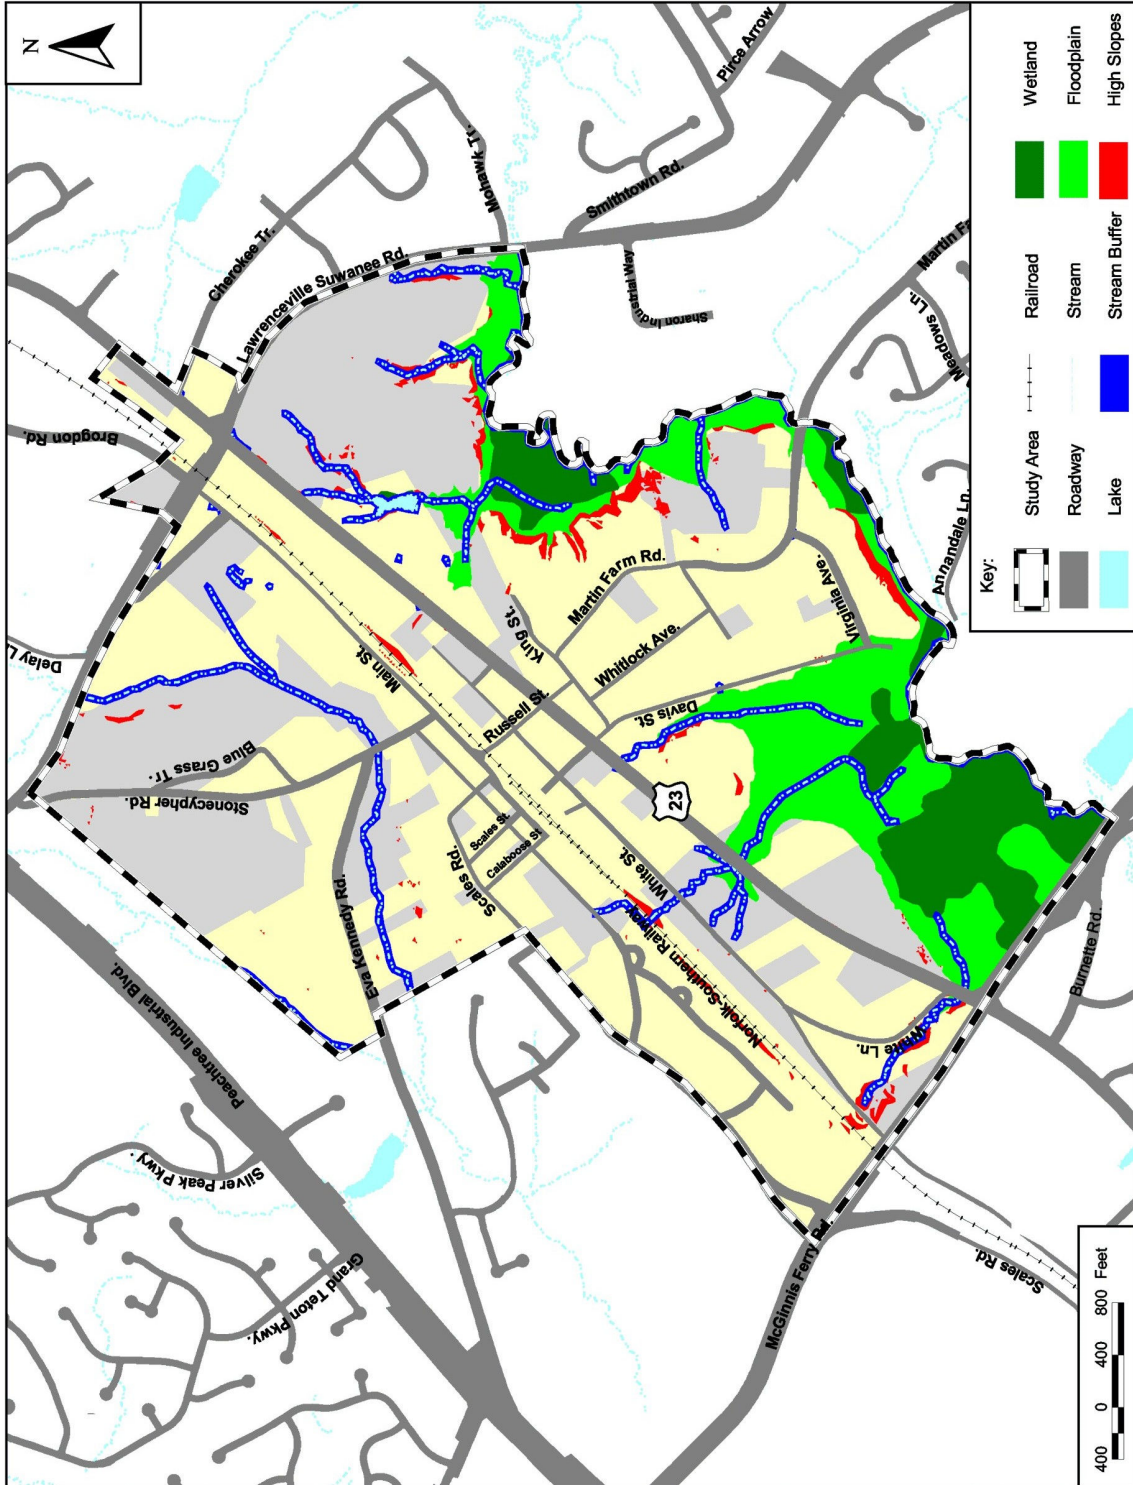 N
Brogdon Rd.
Delay L
Cherokee Tr.
Lawrenceville Suwanee Rd.
Mohawk Tr.
Pirce Arrow
Smithtown Rd.
Sharon Industrial Way
Martin Fa
Meadows Ln.
Annandale Ln.
Main St.
Blue Grass Tr.
Stonecypher Rd.
King St.
Martin Farm Rd.
Whitlock Ave.
Virginia Ave.
Russell St.
Davis St.
Scales St.
Calaboose St
Scales Rd.
Eva Kennedy Rd.
23
White St.
Norfolk-Southern Railway
White Ln.
Burnette Rd.
Peachtree Industrial Blvd.
Silver Peak Pkwy.
Grand Teton Pkwy.
McGinnis Ferry Rd.
Scales Rd.
Key:
Study Area
Railroad
Wetland
Roadway
Stream
Floodplain
Lake
Stream Buffer
High Slopes
400 0 400 800 Feet